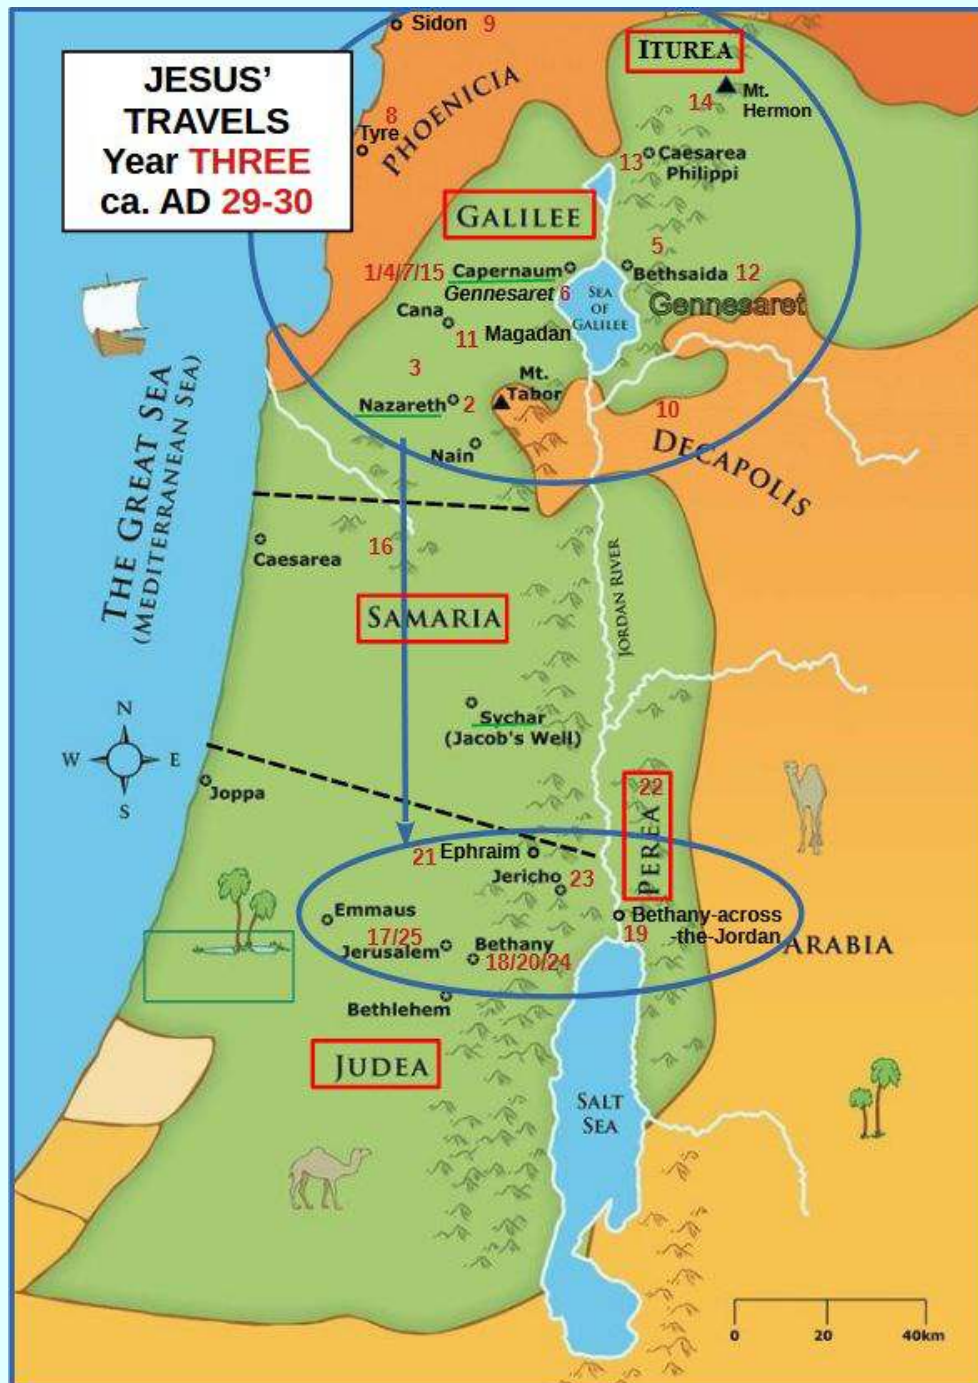 JESUS'
TRAVELS
Year THREE
ca. AD 29-30
Sidon 9
ITUREA
14
Mt.
Hermon
PHOENICIA
8
Tyre
13
Caesarea
Philippi
GALILEE
1/4/7/15 Capernaum
Gennesaret 6
5
Bethsaida 12
Gennesaret
SEA
OF
GALILEE
Cana
11 Magadan
3
Mt.
Tabor
Nazareth 2
10
DECAPOLIS
Nain
THE GREAT SEA
(MEDITERRANEAN SEA)
Caesarea
16
JORDAN RIVER
SAMARIA
Sychar
(Jacob's Well)
N
W E
S
Joppa
22
PEREA
21 Ephraim
Jericho 23
Emmaus
17/25
Jerusalem
Bethany
18/20/24
Bethany-across
-the-Jordan
19
ARABIA
Bethlehem
JUDEA
SALT
SEA
0 20 40km